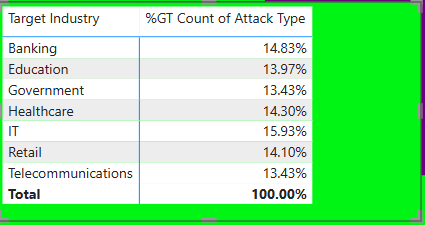 Target Industry %GT Count of Attack Type
Banking 14.83%
Education 13.97%
Government 13.43%
Healthcare 14.30%
IT 15.93%
Retail 14.10%
Telecommunications 13.43%
Total 100.00%